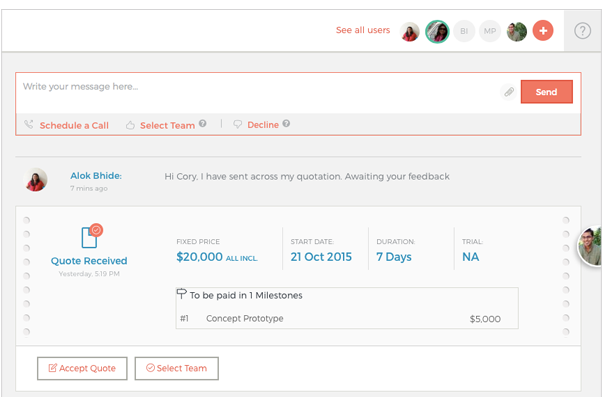 See all users
BI
MP
+
?
Write your message here...
Send
Schedule a Call
Select Team ?
Decline ?
Alok Bhide:
7 mins ago
Hi Cory, I have sent across my quotation. Awaiting your feedback
Quote Received
Yesterday, 5:19 PM
FIXED PRICE
$20,000 ALL INCL.
START DATE:
21 Oct 2015
DURATION:
7 Days
TRIAL:
NA
To be paid in 1 Milestones
#1 Concept Prototype $5,000
Accept Quote
Select Team